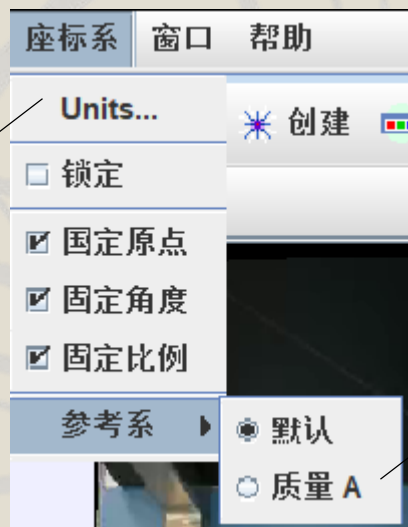 座标系 窗口 帮助
Units...
创建
锁定
国定原点
固定角度
固定比例
参考系
默认
质量 A